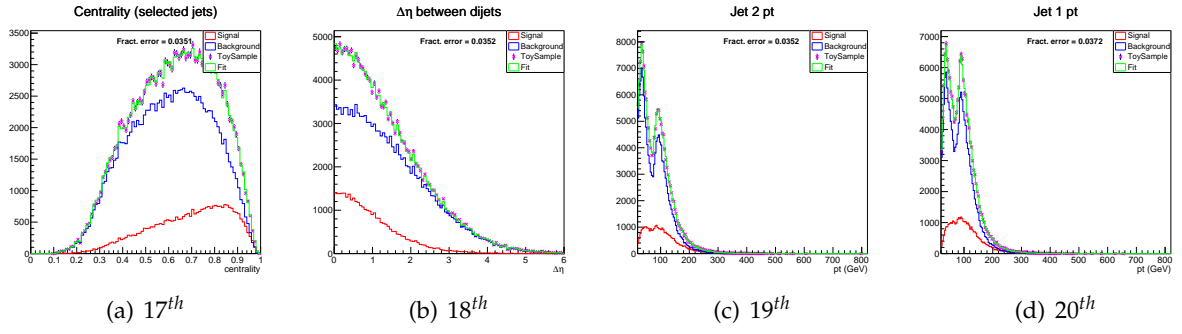 Centrality (selected jets)
Fract. error = 0.0351
Signal
Background
ToySample
Fit
3500
3000
2500
2000
1500
1000
500
0
0 0.1 0.2 0.3 0.4 0.5 0.6 0.7 0.8 0.9 1
centrality
(a) 17th
Δη between dijets
Fract. error = 0.0352
Signal
Background
ToySample
Fit
5000
4000
3000
2000
1000
0
0 1 2 3 4 5 6
Δη
(b) 18th
Jet 2 pt
Fract. error = 0.0352
Signal
Background
ToySample
Fit
9000
8000
7000
6000
5000
4000
3000
2000
1000
0
100 200 300 400 500 600 700 800
pt (GeV)
(c) 19th
Jet 1 pt
Fract. error = 0.0372
Signal
Background
ToySample
Fit
7000
6000
5000
4000
3000
2000
1000
0
100 200 300 400 500 600 700 800
pt (GeV)
(d) 20th